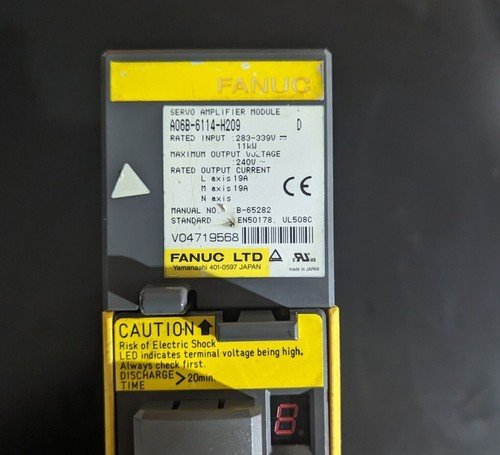 FANUC
SERVO AMPLIFIER MODULE
A06B-6114-H209 D
RATED INPUT :283-339V ⎓
11kW
MAXIMUM OUTPUT VOLTAGE
:240V ~
RATED OUTPUT CURRENT
L axis 19A
M axis 19A
N axis
CE
MANUAL NO. B-65282
STANDARD EN50178, UL508C
V04719568
FANUC LTD
Yamanashi 401-0597 JAPAN
made in JAPAN
CAUTION
Risk of Electric Shock
LED indicates terminal voltage being high.
Always check first.
DISCHARGE TIME >20min.
8